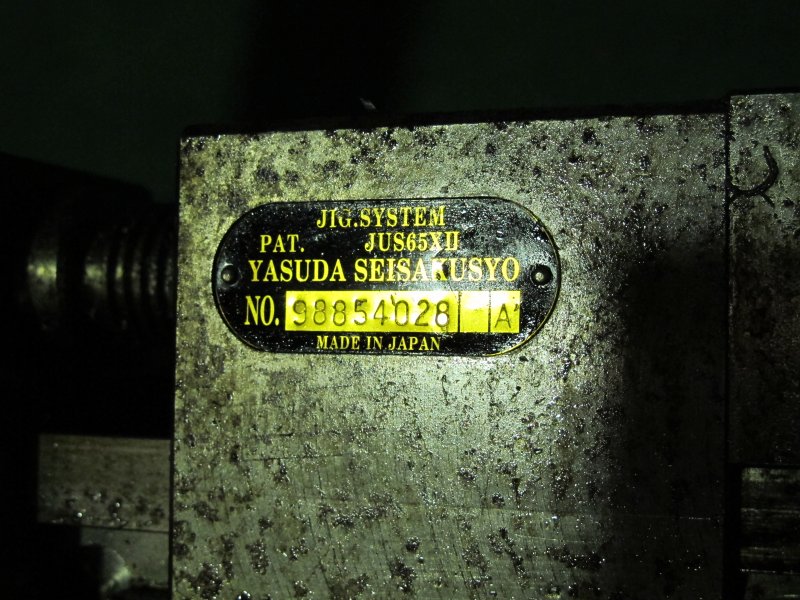 JIG.SYSTEM
PAT. JUS65XII
YASUDA SEISAKUSYO
NO. 98854028 A
MADE IN JAPAN